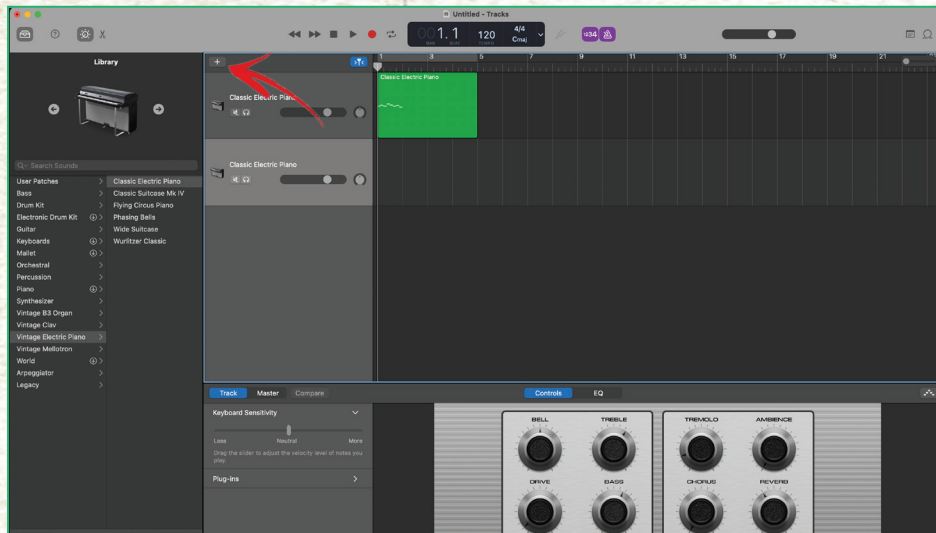 Untitled - Tracks
001. 1
BAR
BEAT
120
TEMPO
4/4
Cmaj
1234
Library
Search Sounds
User Patches
Bass
Drum Kit
Electronic Drum Kit
Guitar
Keyboards
Mallet
Orchestral
Percussion
Piano
Synthesizer
Vintage B3 Organ
Vintage Clav
Vintage Electric Piano
Vintage Mellotron
World
Arpeggiator
Legacy
Classic Electric Piano
Classic Suitcase Mk IV
Flying Circus Piano
Phasing Bells
Wide Suitcase
Wurlitzer Classic
+
1 3 5 7 9 11 13 15 17 19 21
Classic Electric Piano
Classic Electric Piano
Classic Electric Piano
Track Master Compare
Controls EQ
Keyboard Sensitivity
Less Neutral More
Drag the slider to adjust the velocity level of notes you
play.
Plug-ins
BELL TREBLE TREMOLO AMBIENCE
DRIVE BASS CHORUS REVERB